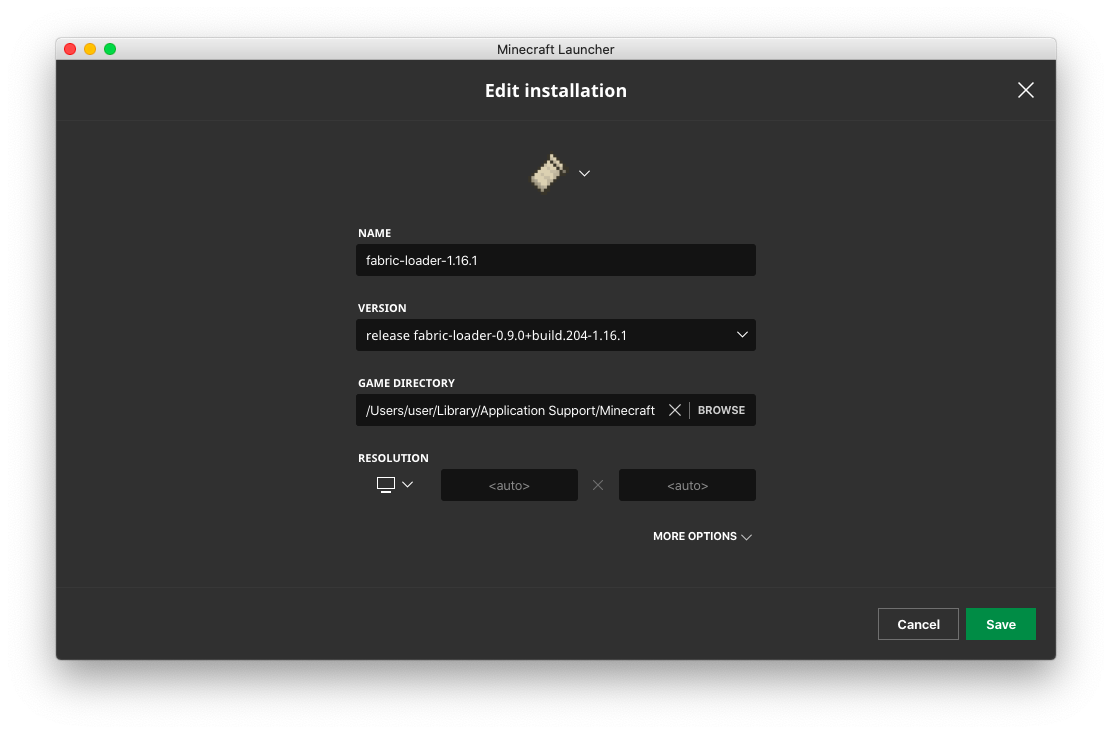 Minecraft Launcher
Edit installation
NAME
fabric-loader-1.16.1
VERSION
release fabric-loader-0.9.0+build.204-1.16.1
GAME DIRECTORY
/Users/user/Library/Application Support/Minecraft BROWSE
RESOLUTION
<auto> <auto>
MORE OPTIONS
Cancel Save